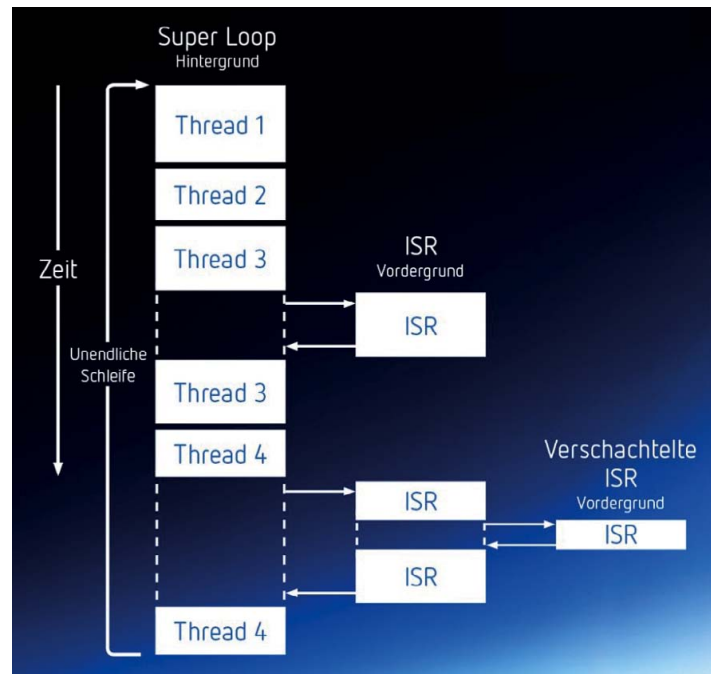 Super Loop
Hintergrund
Thread 1
Thread 2
Thread 3
ISR
Vordergrund
Zeit
ISR
Unendliche
Schleife
Thread 3
Thread 4
Verschachtelte
ISR
Vordergrund
ISR
ISR
ISR
Thread 4